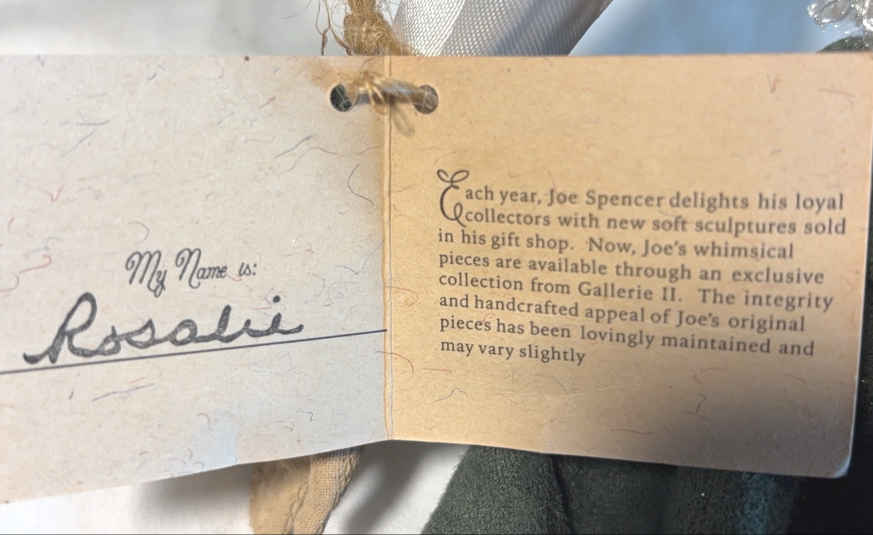 My Name is:
Rosalie
Each year, Joe Spencer delights his loyal
collectors with new soft sculptures sold
in his gift shop. Now, Joe's whimsical
pieces are available through an exclusive
collection from Gallerie II. The integrity
and handcrafted appeal of Joe's original
pieces has been lovingly maintained and
may vary slightly